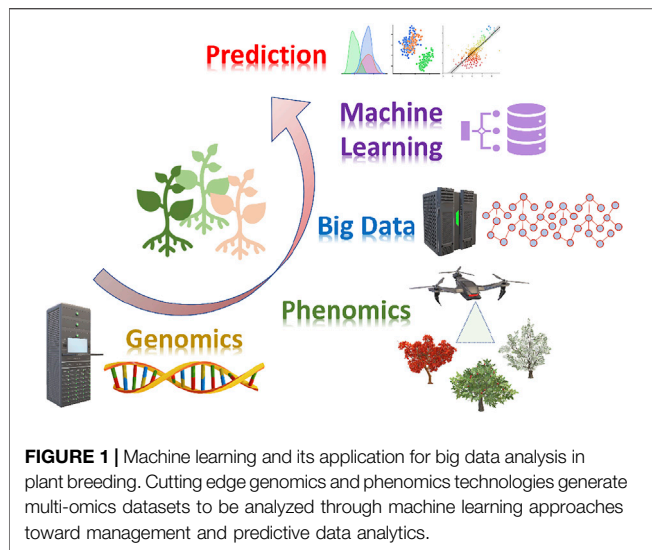 Prediction
Machine
Learning
Big Data
Phenomics
Genomics
FIGURE 1 | Machine learning and its application for big data analysis in
plant breeding. Cutting edge genomics and phenomics technologies generate
multi-omics datasets to be analyzed through machine learning approaches
toward management and predictive data analytics.